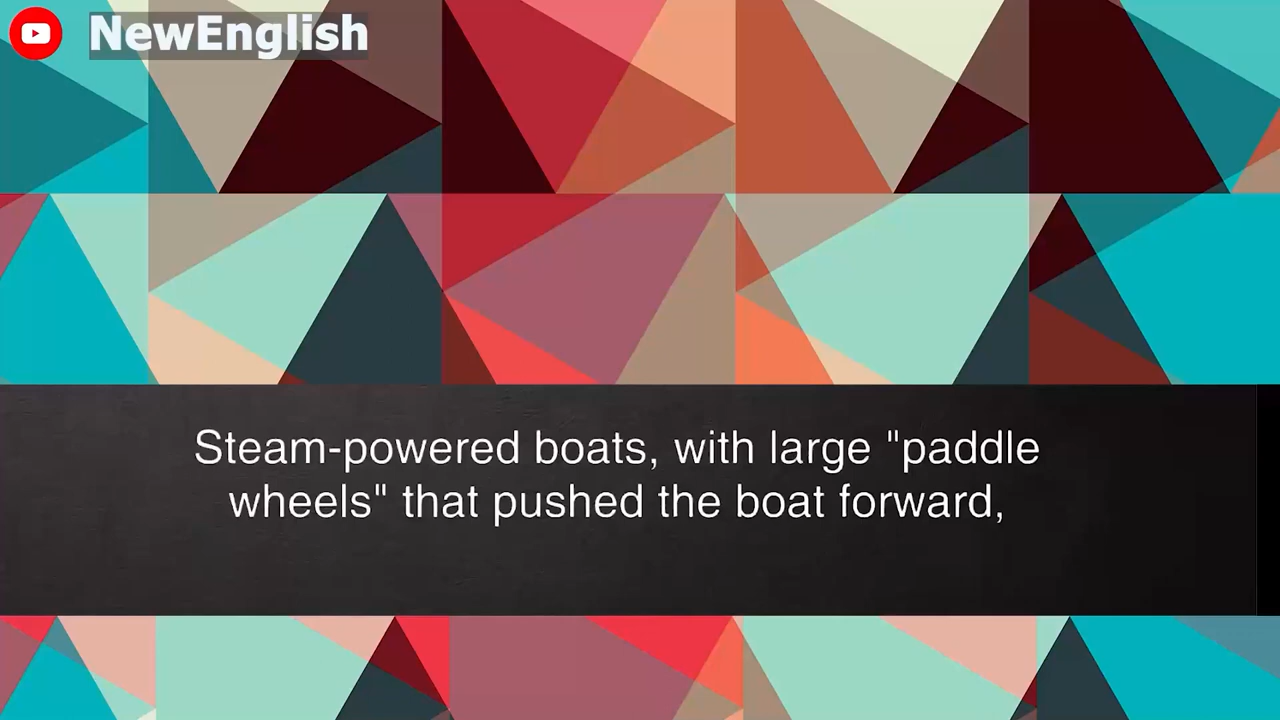 NewEnglish
Steam-powered boats, with large "paddle
wheels" that pushed the boat forward,